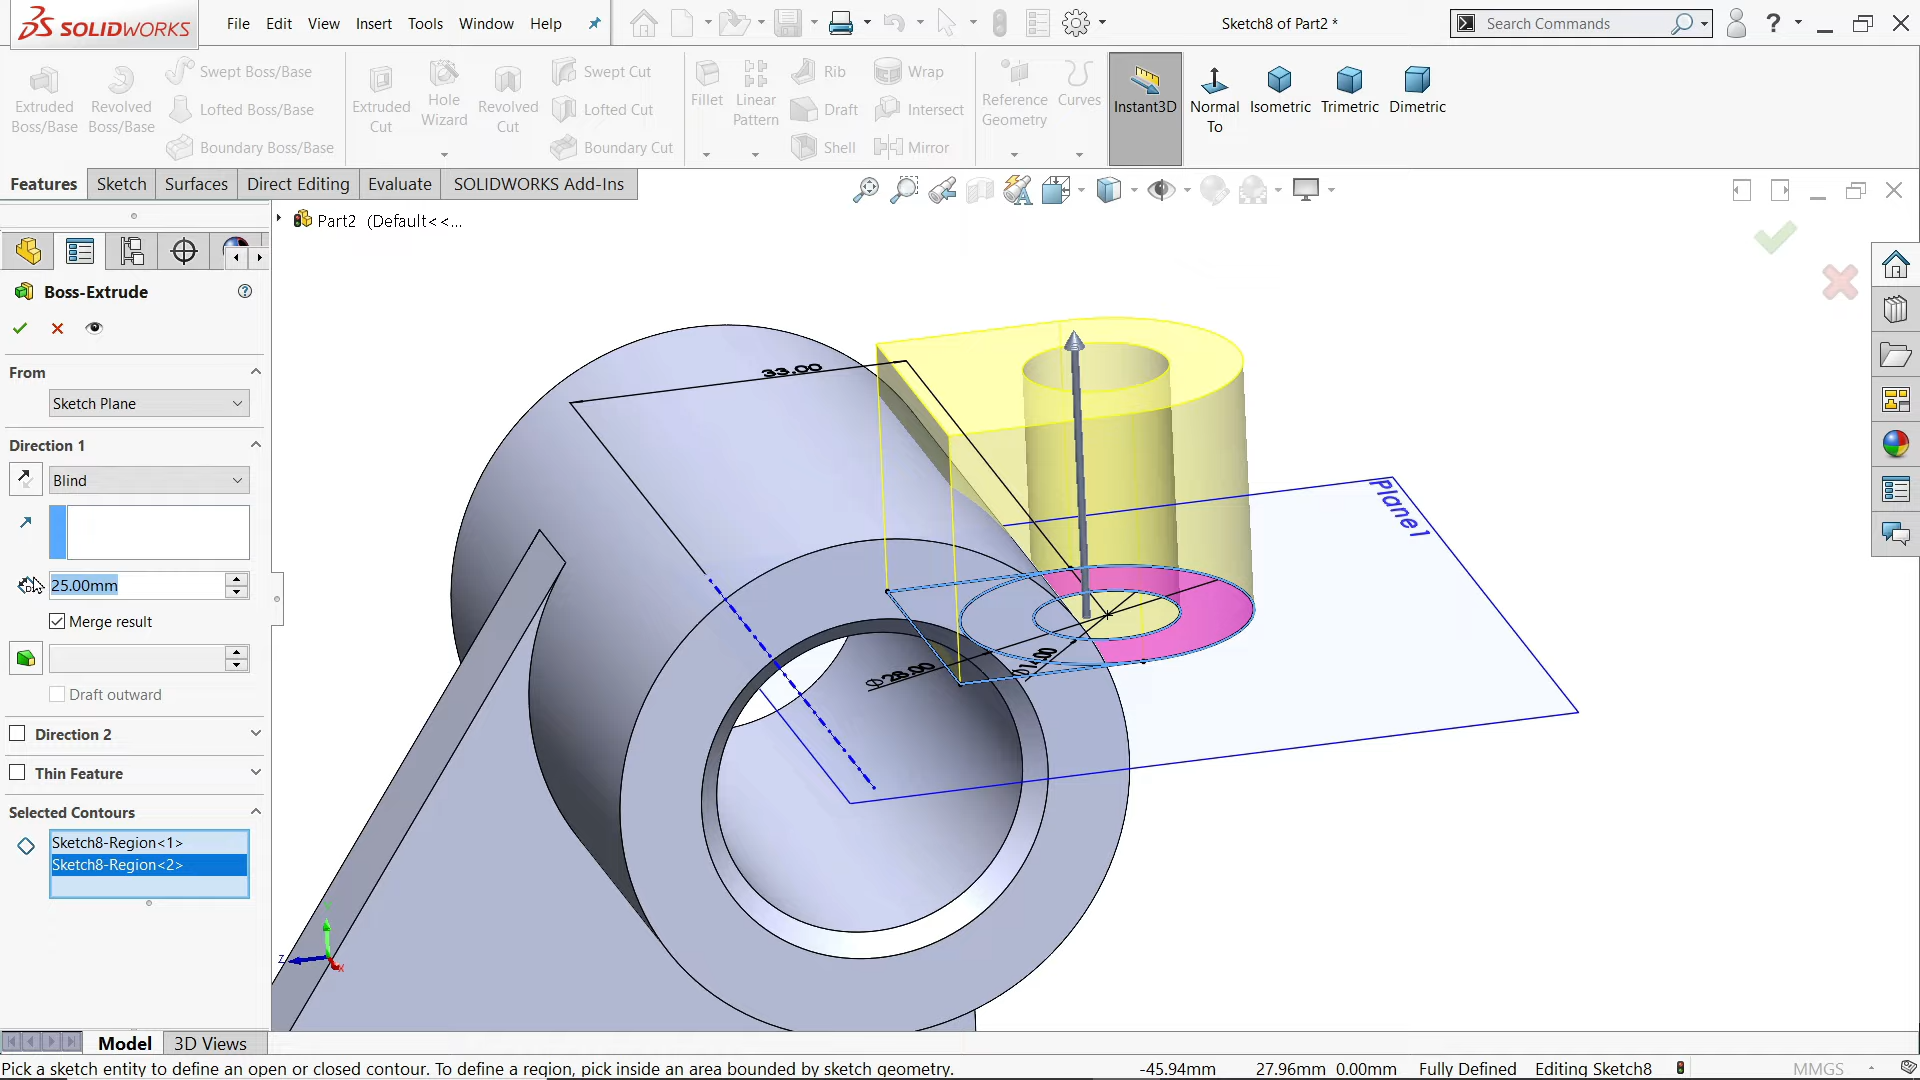 SOLIDWORKS File Edit View Insert Tools Window Help Sketch8 of Part2 * Search Commands ?
Extruded Boss/Base
Revolved Boss/Base
Swept Boss/Base
Lofted Boss/Base
Boundary Boss/Base
Extruded Cut
Hole Wizard
Revolved Cut
Swept Cut
Lofted Cut
Boundary Cut
Fillet
Linear Pattern
Rib
Draft
Shell
Wrap
Intersect
Mirror
Reference Geometry
Curves
Instant3D
Normal To
Isometric
Trimetric
Dimetric
Features Sketch Surfaces Direct Editing Evaluate SOLIDWORKS Add-Ins
Part2 (Default<<...
Boss-Extrude
From
Sketch Plane
Direction 1
Blind
25.00mm
Merge result
Draft outward
Direction 2
Thin Feature
Selected Contours
Sketch8-Region<1>
Sketch8-Region<2>
33.00
Plane1
Ø28.00
Z
Model 3D Views
Pick a sketch entity to define an open or closed contour. To define a region, pick inside an area bounded by sketch geometry. -45.94mm 27.96mm 0.00mm Fully Defined Editing Sketch8 MMGS